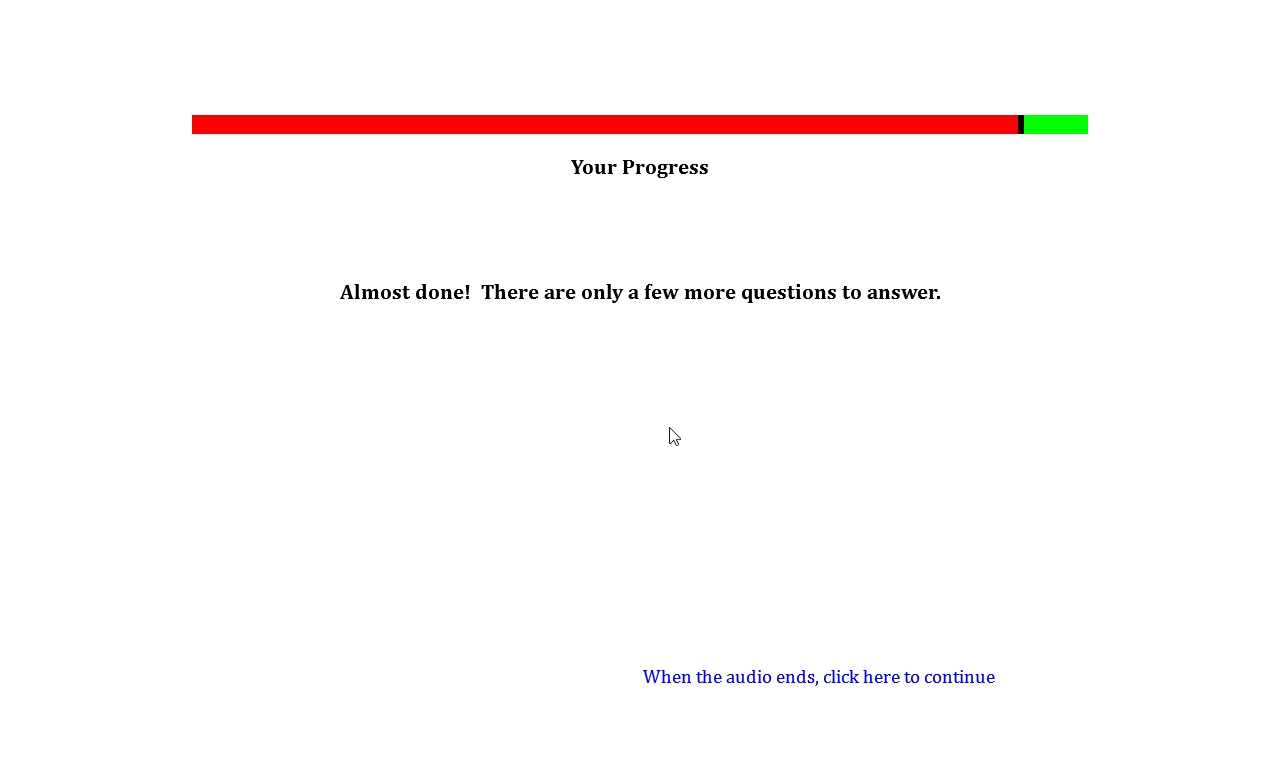 Your Progress
Almost done!  There are only a few more questions to answer.
When the audio ends, click here to continue